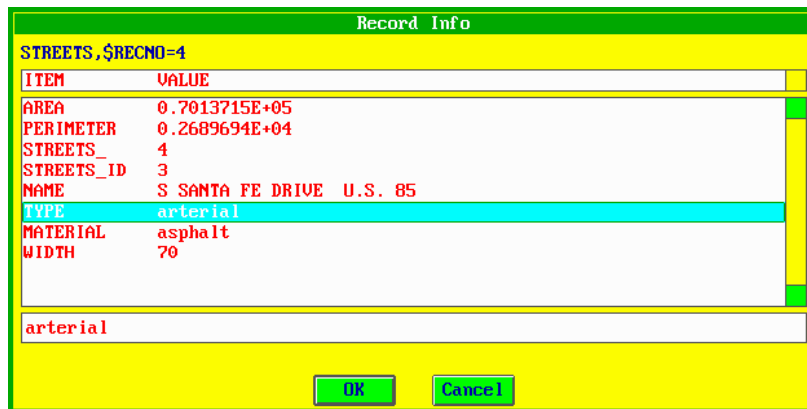 Record Info
STREETS,$RECNO=4
ITEM VALUE
AREA 0.7013715E+05
PERIMETER 0.2689694E+04
STREETS_ 4
STREETS_ID 3
NAME S SANTA FE DRIVE U.S. 85
TYPE arterial
MATERIAL asphalt
WIDTH 70
arterial
OK Cancel